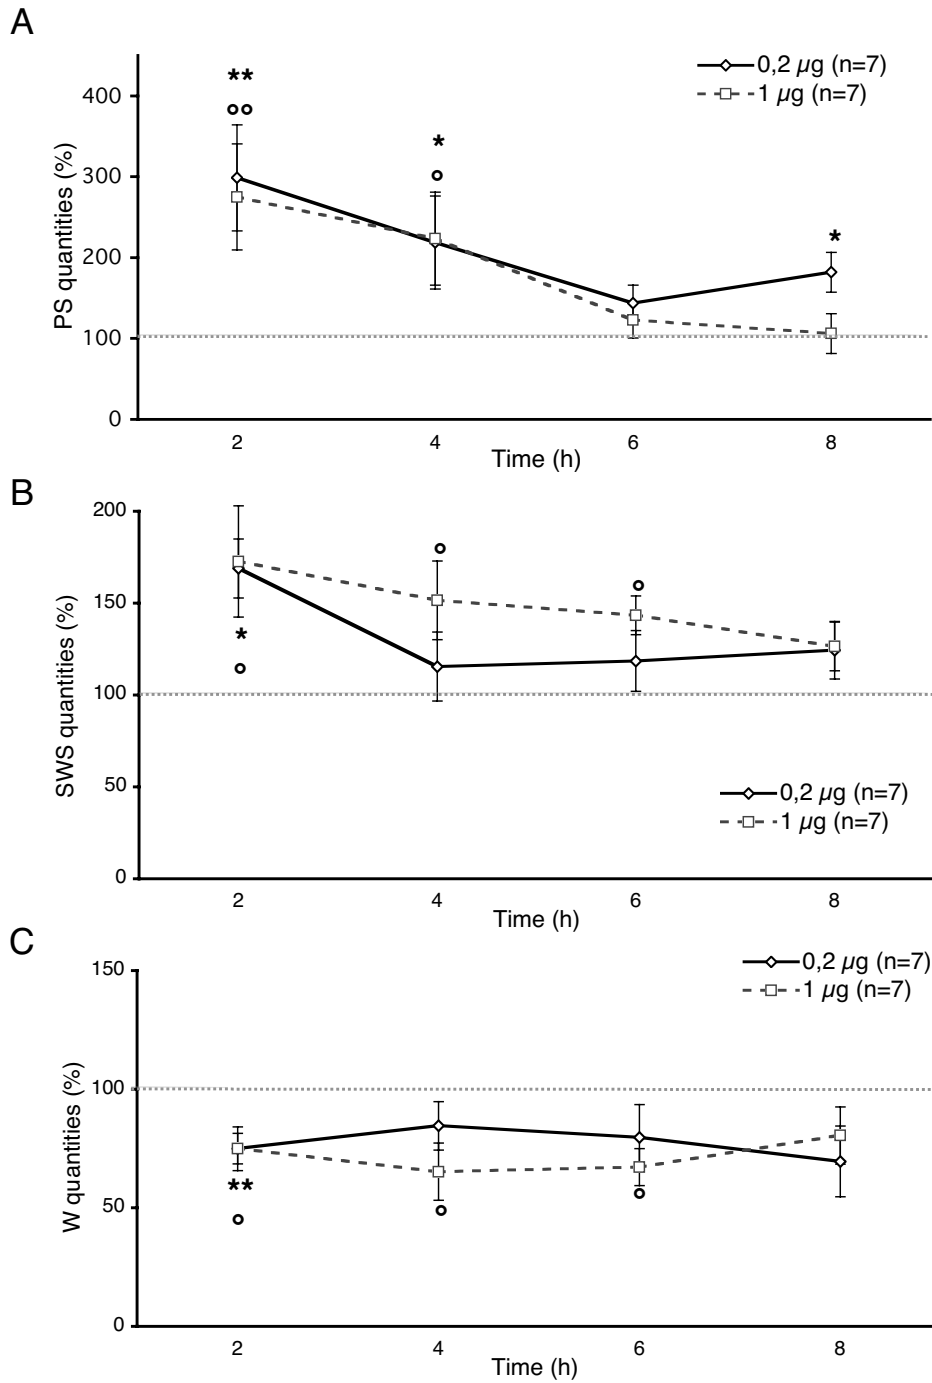 A
0,2 µg (n=7)
1 µg (n=7)
** 
°°
*
°
*
400
300
200
100
0
PS quantities (%)
2 4 6 8
Time (h)
B
200
150
100
50
0
SWS quantities (%)
°
°
*
°
0,2 µg (n=7)
1 µg (n=7)
2 4 6 8
Time (h)
C
0,2 µg (n=7)
1 µg (n=7)
150
100
50
0
W quantities (%)
**
°
°
°
2 4 6 8
Time (h)